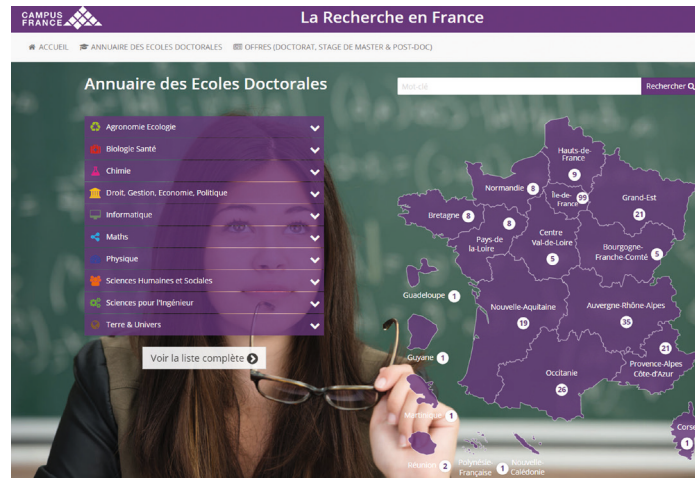 CAMPUS
FRANCE
La Recherche en France
ACCUEIL ANNUAIRE DES ECOLES DOCTORALES OFFRES (DOCTORAT, STAGE DE MASTER & POST-DOC)
Annuaire des Ecoles Doctorales
Mot-clé
Rechercher
Agronomie Ecologie
Biologie Santé
Chimie
Droit, Gestion, Economie, Politique
Informatique
Maths
Physique
Sciences Humaines et Sociales
Sciences pour l'Ingénieur
Terre & Univers
Voir la liste complète
Hauts-de-
France
9
Normandie 8
Île-de-
France 99
Grand-Est
21
Bretagne 8
8
Pays-de
la-Loire
Centre
Val-de-Loire
5
Bourgogne-
Franche-Comté 5
Guadeloupe 1
Nouvelle-Aquitaine
19
Auvergne-Rhône-Alpes
35
Guyane 1
21
Provence-Alpes
Côte-d'Azur
Occitanie
26
Martinique 1
Corse
1
Réunion 2
Polynésie-
Française 1
Nouvelle-
Calédonie